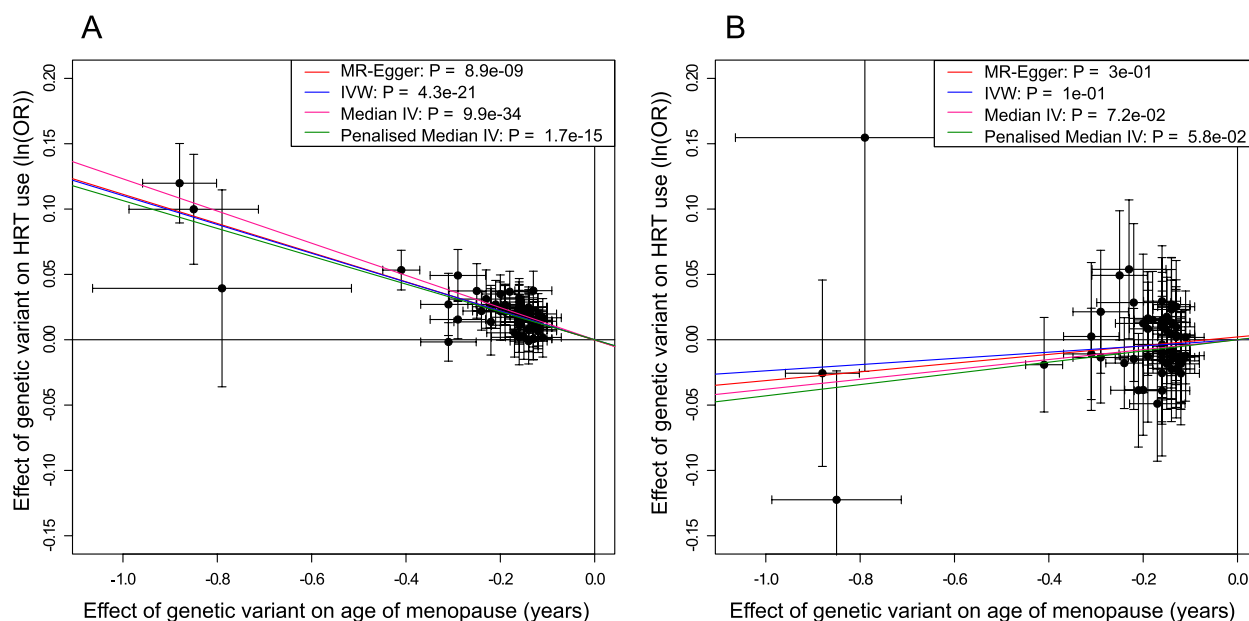 A
B
Effect of genetic variant on HRT use (ln(OR))
0.20
0.15
0.10
0.05
0.00
-0.05
-0.10
-0.15
MR-Egger: P = 8.9e-09
IVW: P = 4.3e-21
Median IV: P = 9.9e-34
Penalised Median IV: P = 1.7e-15
-1.0 -0.8 -0.6 -0.4 -0.2 0.0
Effect of genetic variant on age of menopause (years)
Effect of genetic variant on HRT use (ln(OR))
0.20
0.15
0.10
0.05
0.00
-0.05
-0.10
-0.15
MR-Egger: P = 3e-01
IVW: P = 1e-01
Median IV: P = 7.2e-02
Penalised Median IV: P = 5.8e-02
-1.0 -0.8 -0.6 -0.4 -0.2 0.0
Effect of genetic variant on age of menopause (years)